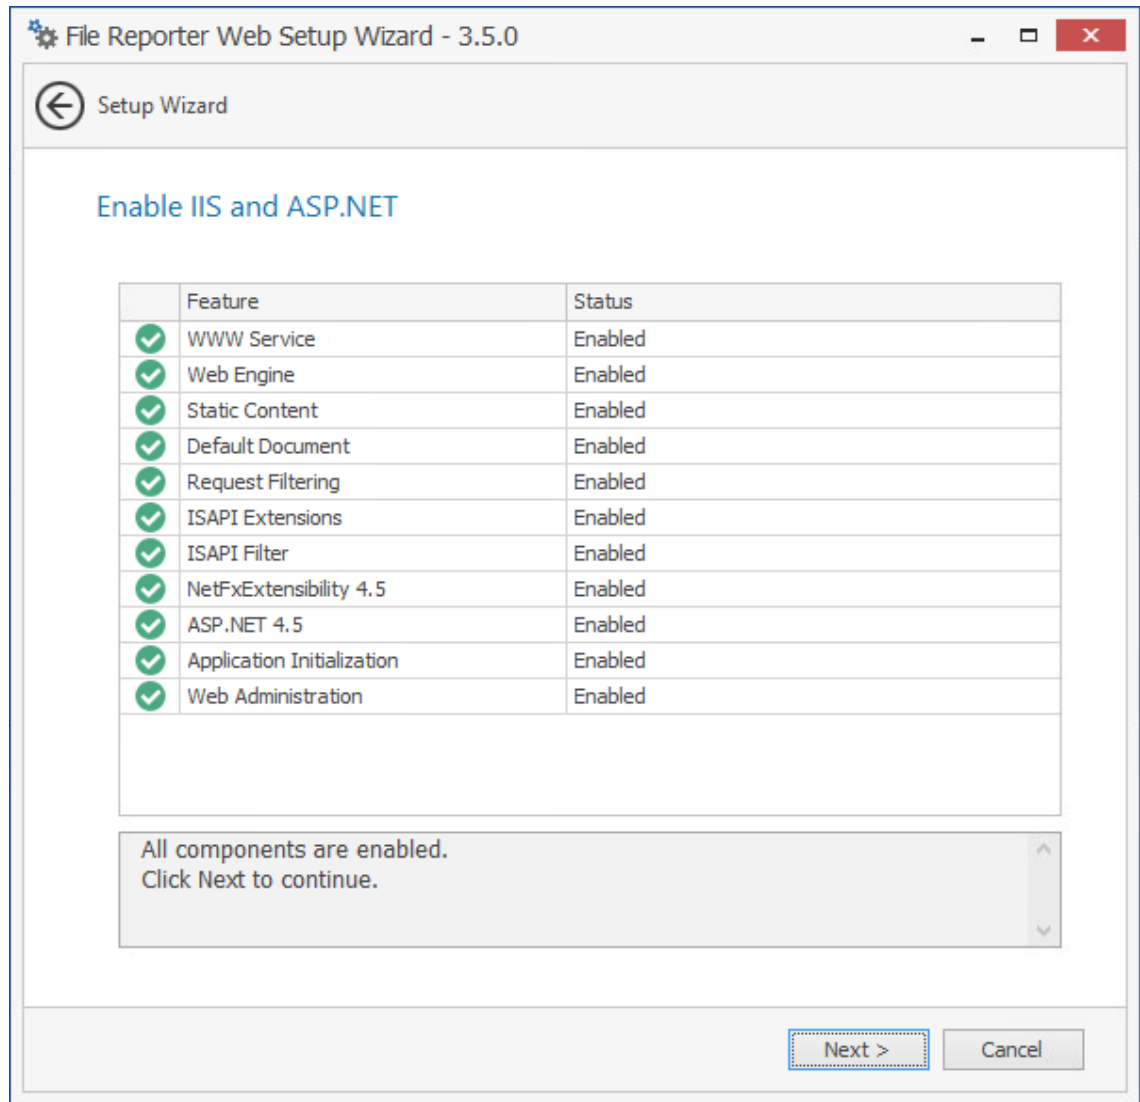 File Reporter Web Setup Wizard - 3.5.0
Setup Wizard
Enable IIS and ASP.NET
Feature Status
WWW Service Enabled
Web Engine Enabled
Static Content Enabled
Default Document Enabled
Request Filtering Enabled
ISAPI Extensions Enabled
ISAPI Filter Enabled
NetFxExtensibility 4.5 Enabled
ASP.NET 4.5 Enabled
Application Initialization Enabled
Web Administration Enabled
All components are enabled.
Click Next to continue.
Next > Cancel